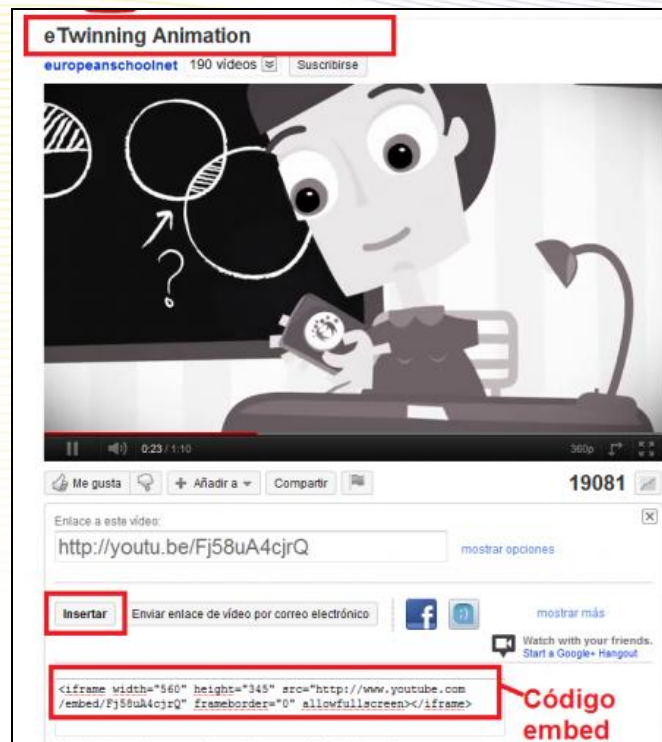 eTwinning Animation
europeanschoolnet 190 vídeos Suscribirse
?
0:23 / 1:10 360p
Me gusta Añadir a Compartir 19081
Enlace a este vídeo:
http://youtu.be/Fj58uA4cjrQ mostrar opciones
Insertar Enviar enlace de vídeo por correo electrónico f mostrar más
Watch with your friends.
Start a Google+ Hangout
<iframe width="560" height="345" src="http://www.youtube.com
/embed/Fj58uA4cjrQ" frameborder="0" allowfullscreen></iframe>
Código
embed